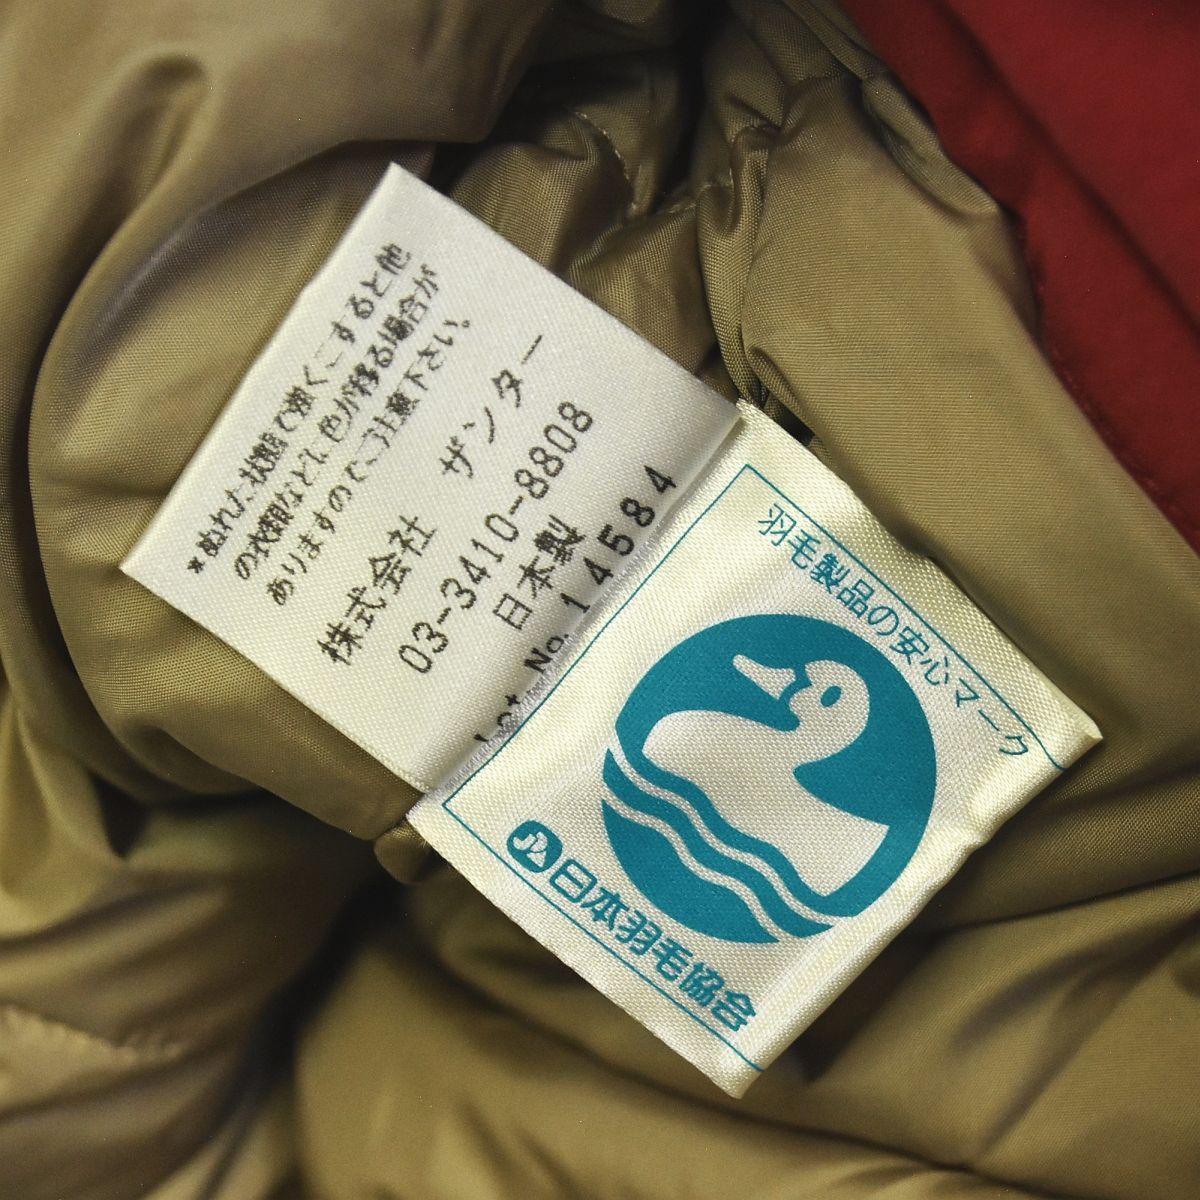 *ぬれた状態で強くこすると他
の衣類などに色が移る場合が
ありますのでご注意下さい。
株式会社 ザンター
03-3410-8808
日本製
Lot No. 14584
羽毛製品の安心マーク
日本羽毛協会